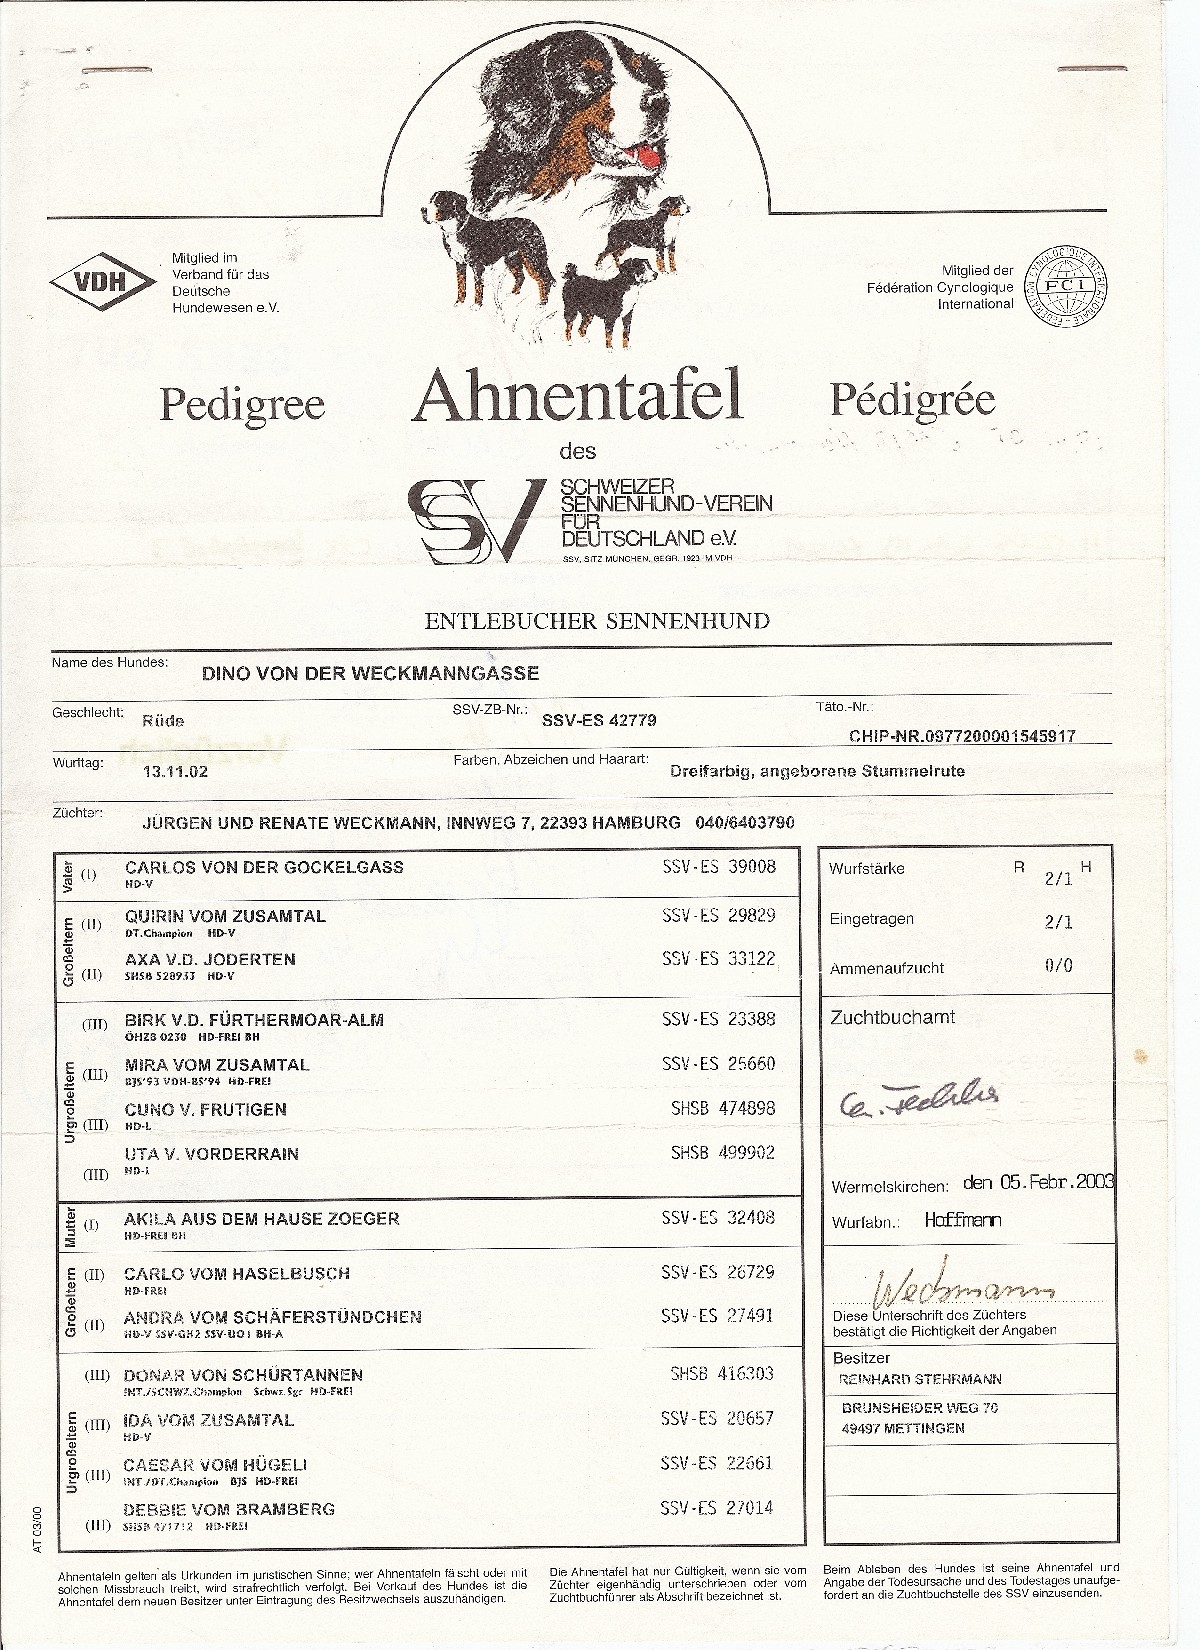 VDH
Mitglied im
Verband für das
Deutsche
Hundewesen e.V.
Mitglied der
Fédération Cynologique
International
FCI
Pedigree
Ahnentafel
Pédigrée
des
SSV
SCHWEIZER
SENNENHUND-VEREIN
FÜR
DEUTSCHLAND e.V.
SSV, SITZ MÜNCHEN, GEGR. 1923 IM VDH
ENTLEBUCHER SENNENHUND
Name des Hundes: DINO VON DER WECKMANNGASSE
Geschlecht: Rüde SSV-ZB-Nr.: SSV-ES 42779 Täto.-Nr.: CHIP-NR.0977200001545917
Wurftag: 13.11.02 Farben, Abzeichen und Haarart: Dreifarbig, angeborene Stummelrute
Züchter: JÜRGEN UND RENATE WECKMANN, INNWEG 7, 22393 HAMBURG 040/6403790
Vater (I) CARLOS VON DER GOCKELGASS SSV-ES 39008
HD-V
Großeltern
(II) QUIRIN VOM ZUSAMTAL SSV-ES 29829
DT.Champion HD-V
(II) AXA V.D. JODERTEN SSV-ES 33122
SHSB 528933 HD-V
Urgroßeltern
(III) BIRK V.D. FÜRTHERMOAR-ALM SSV-ES 23388
ÖHZB 0230 HD-FREI BH
(III) MIRA VOM ZUSAMTAL SSV-ES 25660
BJS'93 VDH-BS'94 HD-FREI
(III) CUNO V. FRUTIGEN SHSB 474898
HD-L
(III) UTA V. VORDERRAIN SHSB 499902
Mutter (I) AKILA AUS DEM HAUSE ZOEGER SSV-ES 32408
HD-FREI BH
Großeltern
(II) CARLO VOM HASELBUSCH SSV-ES 26729
HD-FREI
(II) ANDRA VOM SCHÄFERSTÜNDCHEN SSV-ES 27491
HD-V SSV-GH2 SSV-UO1 BH-A
Urgroßeltern
(III) DONAR VON SCHÜRTANNEN SHSB 416303
INT./SCHWZ.Champion Schwz.Sgr HD-FREI
(III) IDA VOM ZUSAMTAL SSV-ES 20657
HD-V
(III) CAESAR VOM HÜGELI SSV-ES 22661
INT./DT.Champion BJS HD-FREI
(III) DEBBIE VOM BRAMBERG SSV-ES 27014
HD-FREI
Wurfstärke R 2/1 H
Eingetragen 2/1
Ammenaufzucht 0/0
Zuchtbuchamt
Wermelskirchen: den 05.Febr.2003
Wurfabn.: Hoffmann
Weckmann
Diese Unterschrift des Züchters
bestätigt die Richtigkeit der Angaben
Besitzer
REINHARD STEHRMANN
BRUNSHEIDER WEG 70
49497 METTINGEN
AT 03/00
Ahnentafeln gelten als Urkunden im juristischen Sinne; wer Ahnentafeln fälscht oder mit
solchen Missbrauch treibt, wird strafrechtlich verfolgt. Bei Verkauf des Hundes ist die
Ahnentafel dem neuen Besitzer unter Eintragung des Besitzwechsels auszuhändigen.
Die Ahnentafel hat nur Gültigkeit, wenn sie vom
Züchter eigenhändig unterschrieben oder vom
Zuchtbuchführer als Abschrift bezeichnet ist.
Beim Ableben des Hundes ist seine Ahnentafel und
Angabe der Todesursache und des Todestages unaufge-
fordert an die Zuchtbuchstelle des SSV einzusenden.